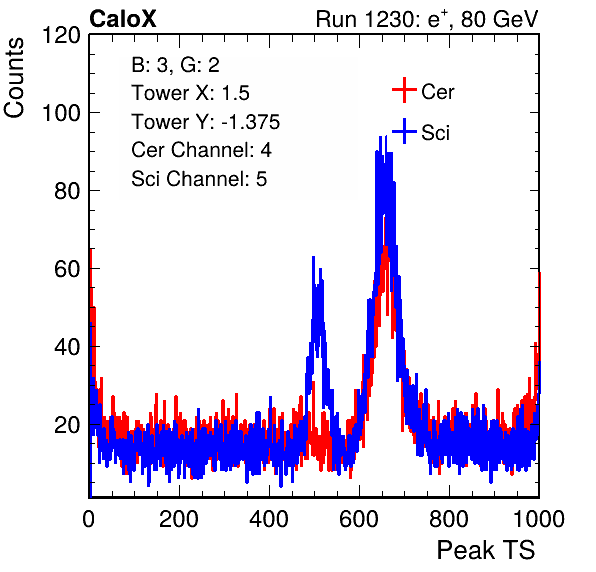 CaloX Run 1230: e⁺, 80 GeV
Counts
120
100
80
60
40
20
B: 3, G: 2
Tower X: 1.5
Tower Y: -1.375
Cer Channel: 4
Sci Channel: 5
Cer
Sci
0 200 400 600 800 1000
Peak TS